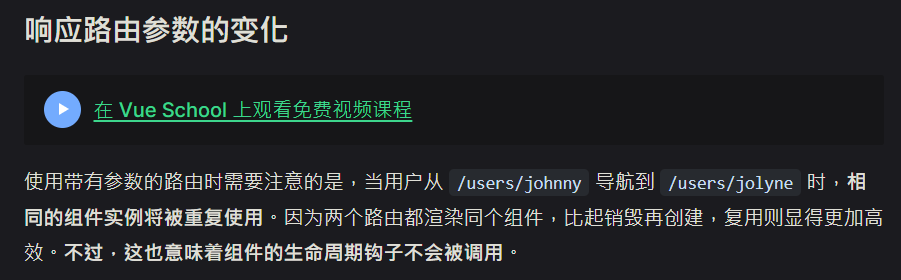 响应路由参数的变化
在 Vue School 上观看免费视频课程
使用带有参数的路由时需要注意的是，当用户从 /users/johnny 导航到 /users/jolyne 时，相
同的组件实例将被重复使用。因为两个路由都渲染同个组件，比起销毁再创建，复用则显得更加高
效。不过，这也意味着组件的生命周期钩子不会被调用。